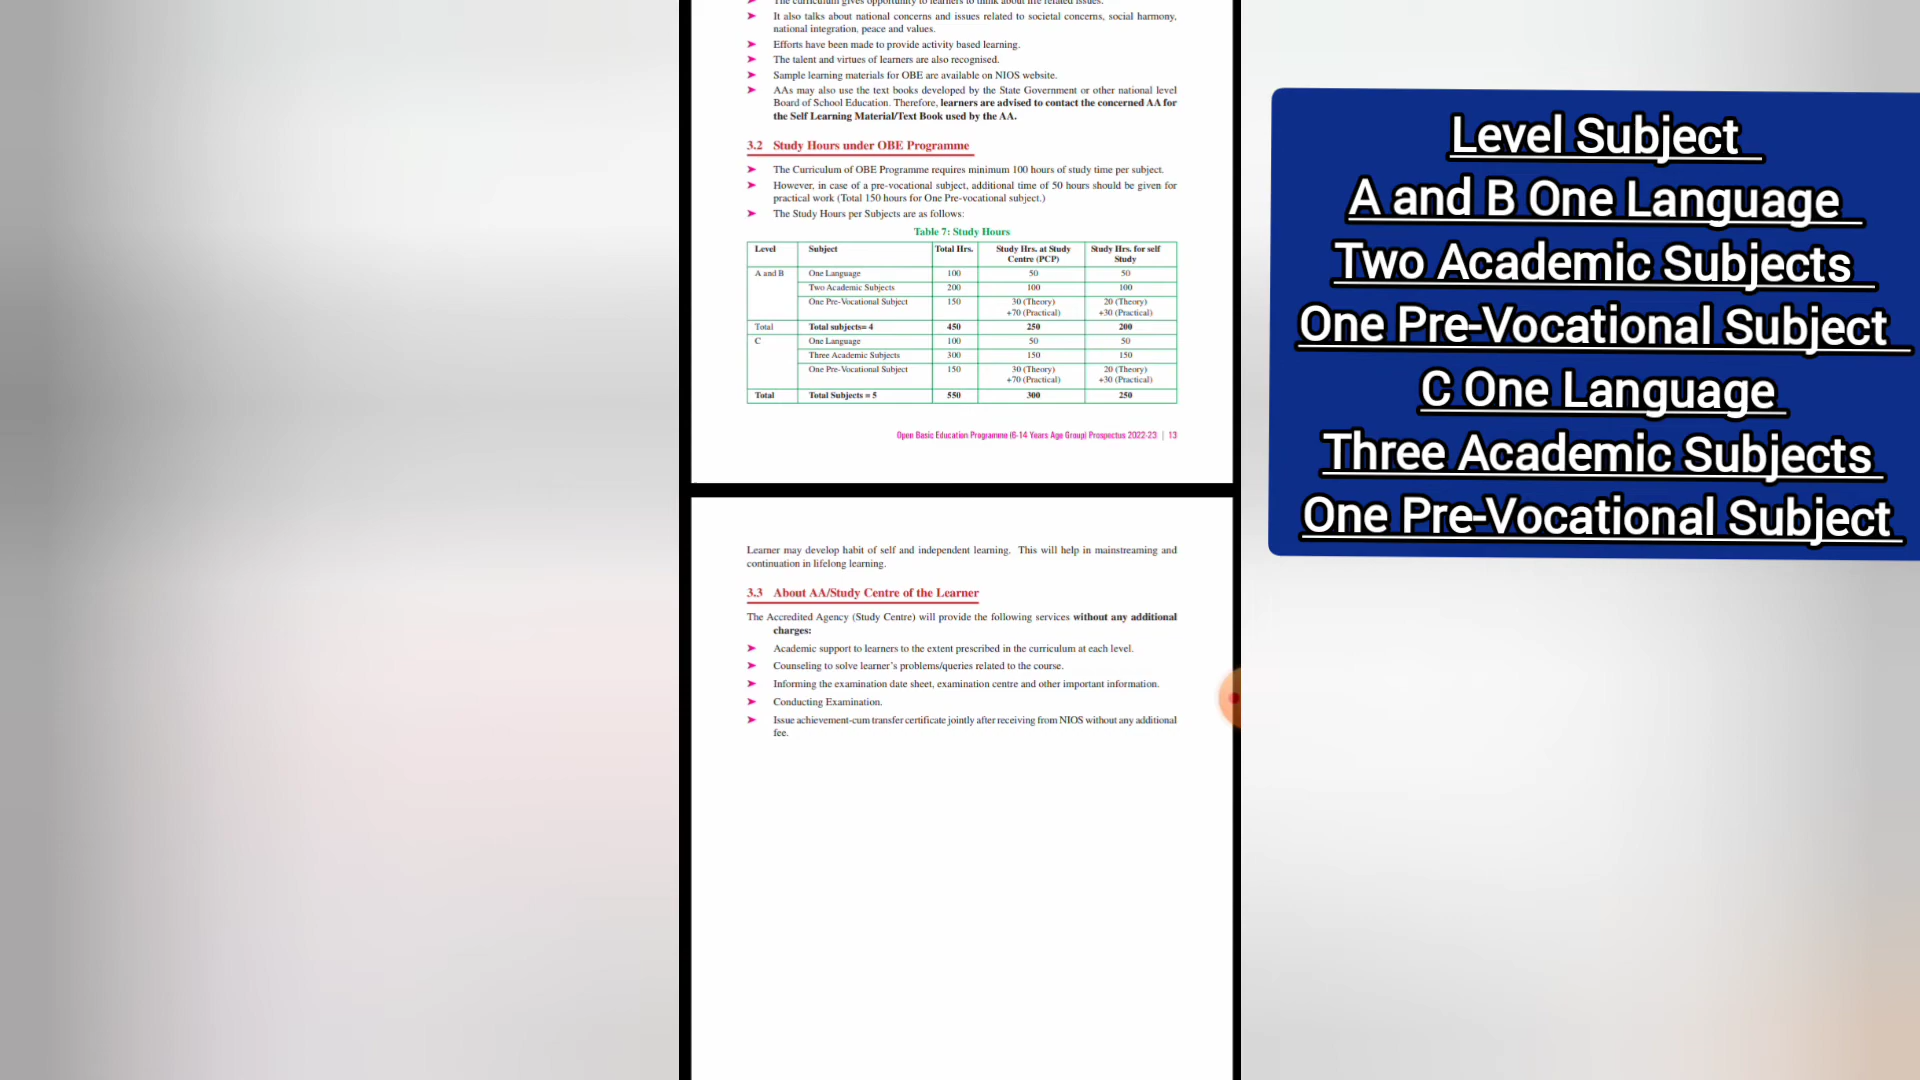 The curriculum gives opportunity to learners to think about life related issues.
➤ It also talks about national concerns and issues related to societal concerns, social harmony,
national integration, peace and values.
➤ Efforts have been made to provide activity based learning.
➤ The talent and virtues of learners are also recognised.
➤ Sample learning materials for OBE are available on NIOS website.
➤ AAs may also use the text books developed by the State Government or other national level
Board of School Education. Therefore, learners are advised to contact the concerned AA for
the Self Learning Material/Text Book used by the AA.
3.2 Study Hours under OBE Programme
➤ The Curriculum of OBE Programme requires minimum 100 hours of study time per subject.
➤ However, in case of a pre-vocational subject, additional time of 50 hours should be given for
practical work (Total 150 hours for One Pre-vocational subject.)
➤ The Study Hours per Subjects are as follows:
Table 7: Study Hours
Level Subject Total Hrs. Study Hrs. at Study Study Hrs. for self
Centre (PCP) Study
A and B One Language 100 50 50
Two Academic Subjects 200 100 100
One Pre-Vocational Subject 150 30 (Theory) 20 (Theory)
+70 (Practical) +30 (Practical)
Total Total subjects= 4 450 250 200
C One Language 100 50 50
Three Academic Subjects 300 150 150
One Pre-Vocational Subject 150 30 (Theory) 20 (Theory)
+70 (Practical) +30 (Practical)
Total Total Subjects = 5 550 300 250
Open Basic Education Programme (6-14 Years Age Group) Prospectus 2022-23 | 13
Learner may develop habit of self and independent learning. This will help in mainstreaming and
continuation in lifelong learning.
3.3 About AA/Study Centre of the Learner
The Accredited Agency (Study Centre) will provide the following services without any additional
charges:
➤ Academic support to learners to the extent prescribed in the curriculum at each level.
➤ Counseling to solve learner's problems/queries related to the course.
➤ Informing the examination date sheet, examination centre and other important information.
➤ Conducting Examination.
➤ Issue achievement-cum transfer certificate jointly after receiving from NIOS without any additional
fee.
Level Subject
A and B One Language
Two Academic Subjects
One Pre-Vocational Subject
C One Language
Three Academic Subjects
One Pre-Vocational Subject